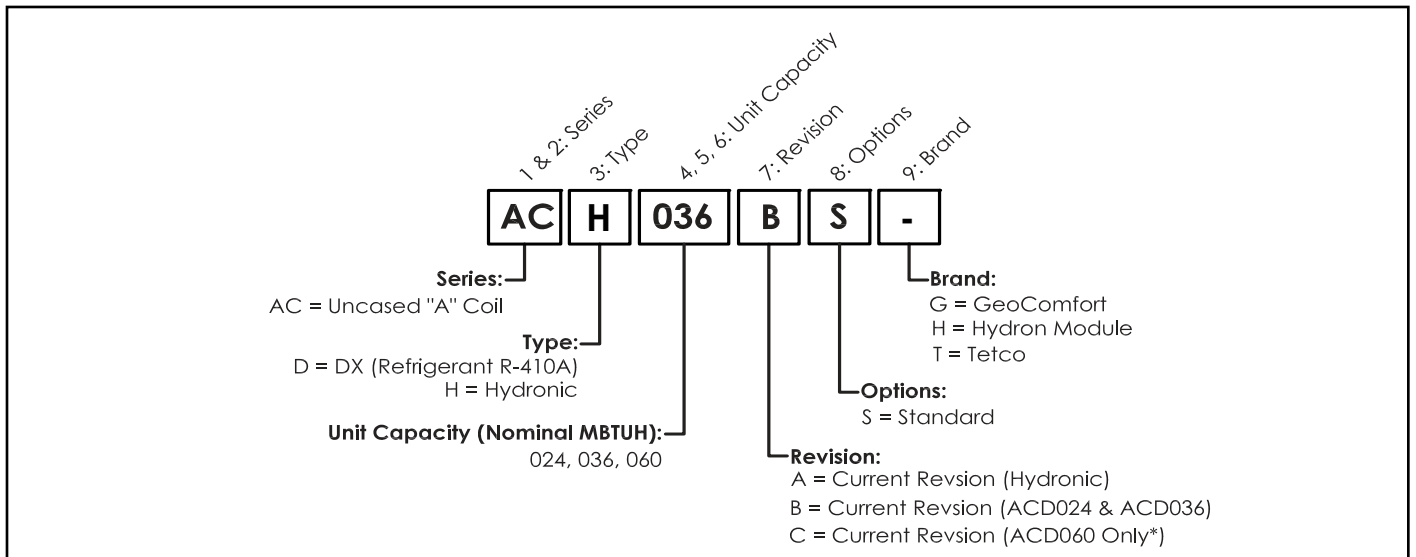 1 & 2: Series
3: Type
4, 5, 6: Unit Capacity
7: Revision
8: Options
9: Brand
AC H 036 B S -
Series:
AC = Uncased "A" Coil
Type:
D = DX (Refrigerant R-410A)
H = Hydronic
Unit Capacity (Nominal MBTUH):
024, 036, 060
Brand:
G = GeoComfort
H = Hydron Module
T = Tetco
Options:
S = Standard
Revision:
A = Current Revsion (Hydronic)
B = Current Revsion (ACD024 & ACD036)
C = Current Revsion (ACD060 Only*)